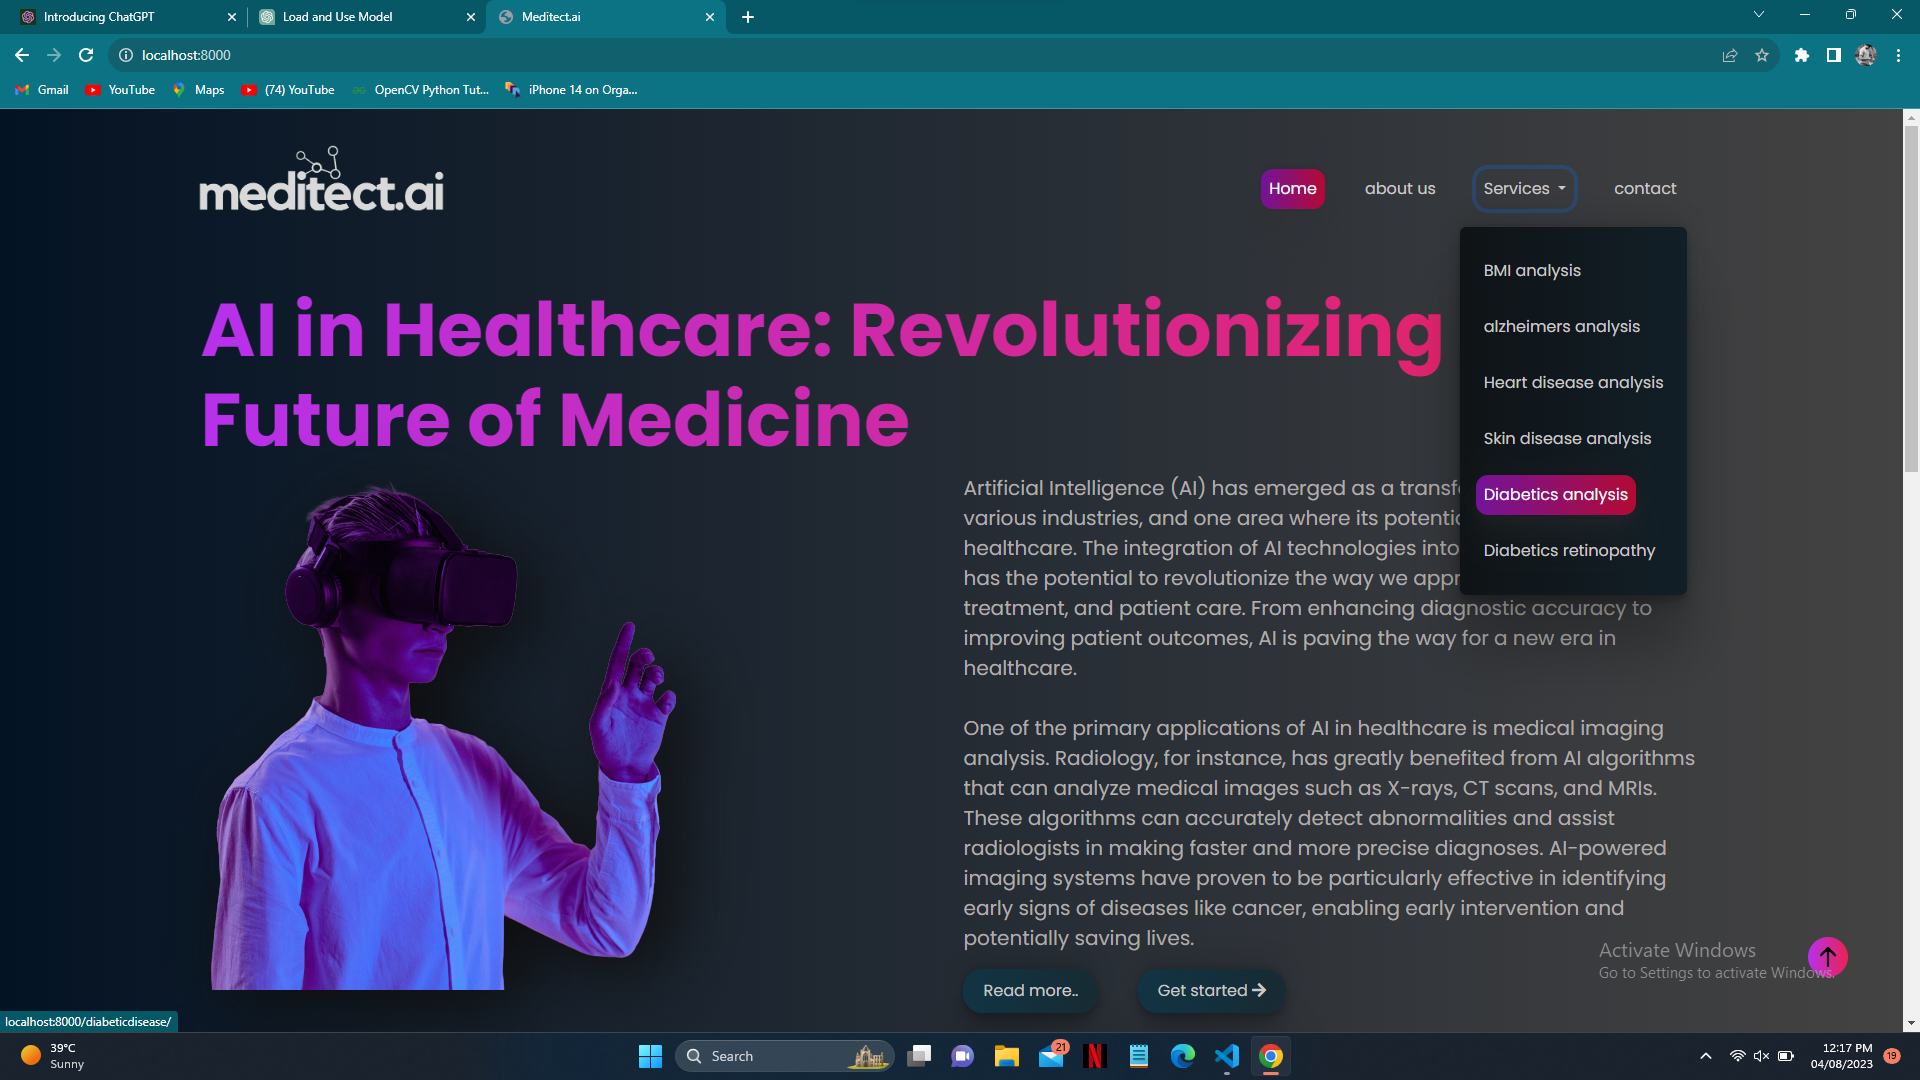 Introducing ChatGPT
Load and Use Model
Meditect.ai
localhost:8000
Gmail
YouTube
Maps
(74) YouTube
OpenCV Python Tut...
iPhone 14 on Orga...
meditect.ai
Home
about us
Services
contact
BMI analysis
alzheimers analysis
Heart disease analysis
Skin disease analysis
Diabetics analysis
Diabetics retinopathy
AI in Healthcare: Revolutionizing
Future of Medicine
Artificial Intelligence (AI) has emerged as a
various industries, and one area where its
healthcare. The integration of AI technologies into
has the potential to revolutionize the way we
treatment, and patient care. From enhancing diagnostic accuracy to
improving patient outcomes, AI is paving the way for a new era in
healthcare.
One of the primary applications of AI in healthcare is medical imaging
analysis. Radiology, for instance, has greatly benefited from AI algorithms
that can analyze medical images such as X-rays, CT scans, and MRIs.
These algorithms can accurately detect abnormalities and assist
radiologists in making faster and more precise diagnoses. AI-powered
imaging systems have proven to be particularly effective in identifying
early signs of diseases like cancer, enabling early intervention and
potentially saving lives.
Read more..
Get started
Activate Windows
Go to Settings to activate Windows.
localhost:8000/diabeticdisease/
39°C
Sunny
Search
21
N
12:17 PM
04/08/2023
19